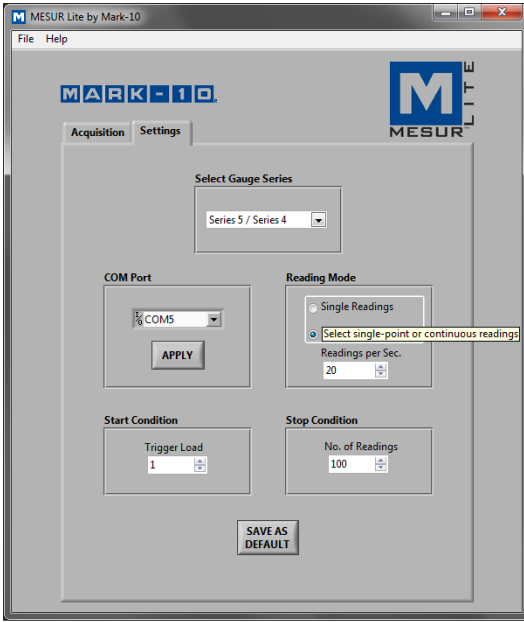 MESUR Lite by Mark-10
File Help
MARK-10
M
MESUR LITE
Acquisition Settings
Select Gauge Series
Series 5 / Series 4
COM Port
COM5
APPLY
Reading Mode
Single Readings
Select single-point or continuous readings
Readings per Sec.
20
Start Condition
Trigger Load
1
Stop Condition
No. of Readings
100
SAVE AS
DEFAULT